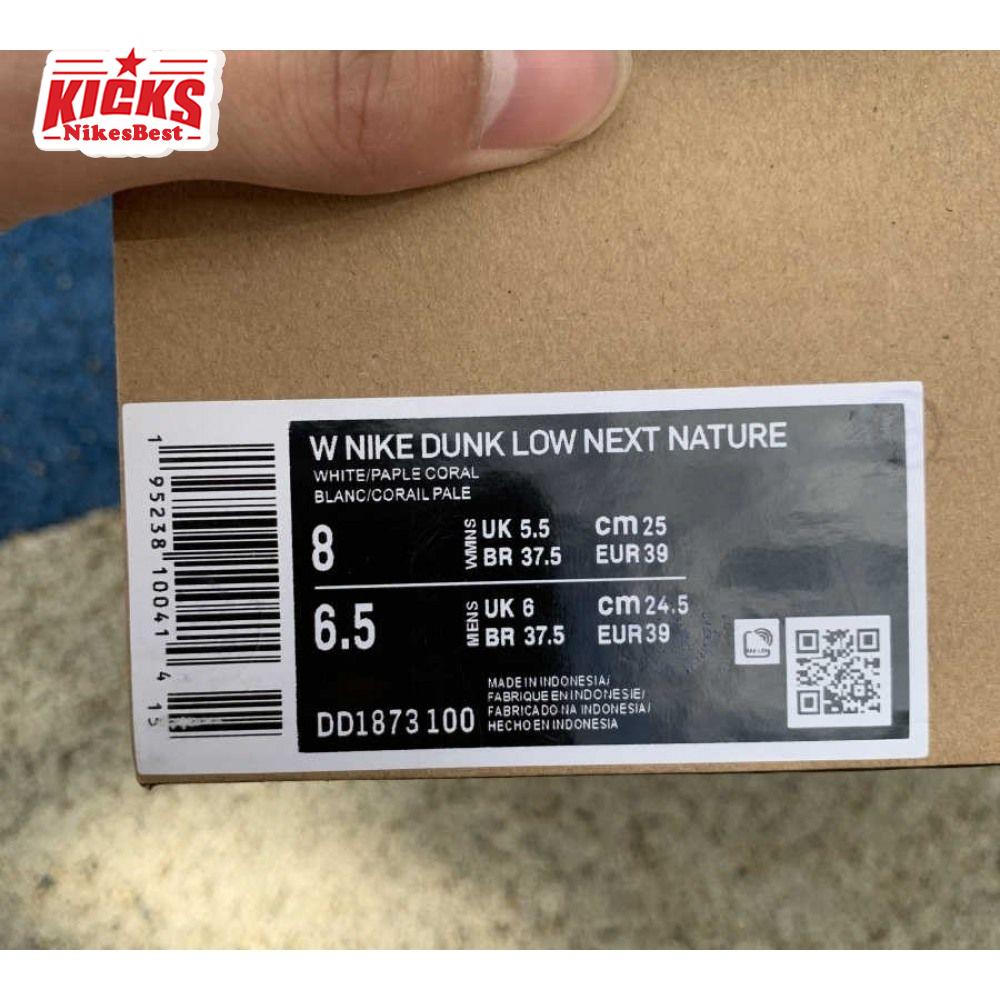 KICKS
NikesBest
W NIKE DUNK LOW NEXT NATURE
WHITE/PAPLE CORAL
BLANC/CORAIL PALE
8
WMNS
UK 5.5
cm 25
BR 37.5
EUR 39
6.5
MENS
UK 6
cm 24.5
BR 37.5
EUR 39
DD1873 100
MADE IN INDONESIA/
FABRIQUE EN INDONESIE/
FABRICADO NA INDONESIA/
HECHO EN INDONESIA
1 95238 10041 4
15